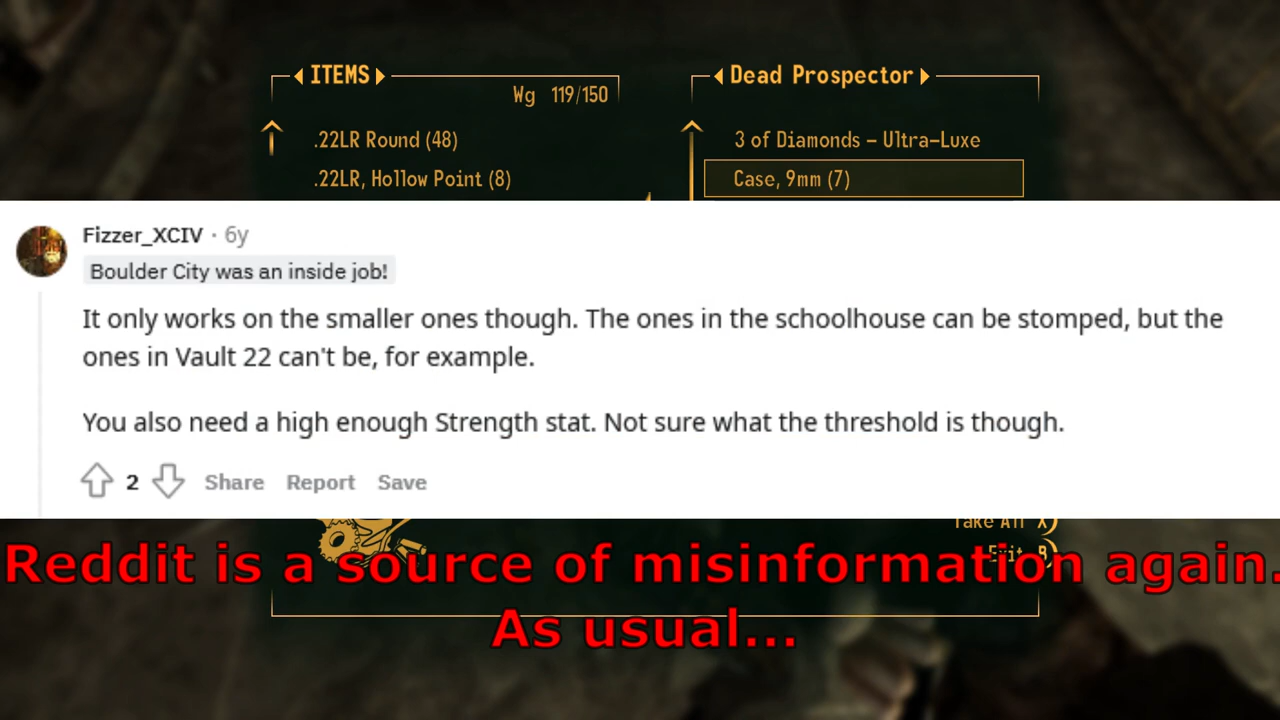 ITEMS
Wg 119/150
.22LR Round (48)
.22LR, Hollow Point (8)
Dead Prospector
3 of Diamonds – Ultra–Luxe
Case, 9mm (7)
Fizzer_XCIV · 6y
Boulder City was an inside job!
It only works on the smaller ones though. The ones in the schoolhouse can be stomped, but the
ones in Vault 22 can't be, for example.
You also need a high enough Strength stat. Not sure what the threshold is though.
2 Share Report Save
Take All X)
Exit B)
Reddit is a source of misinformation again.
As usual...